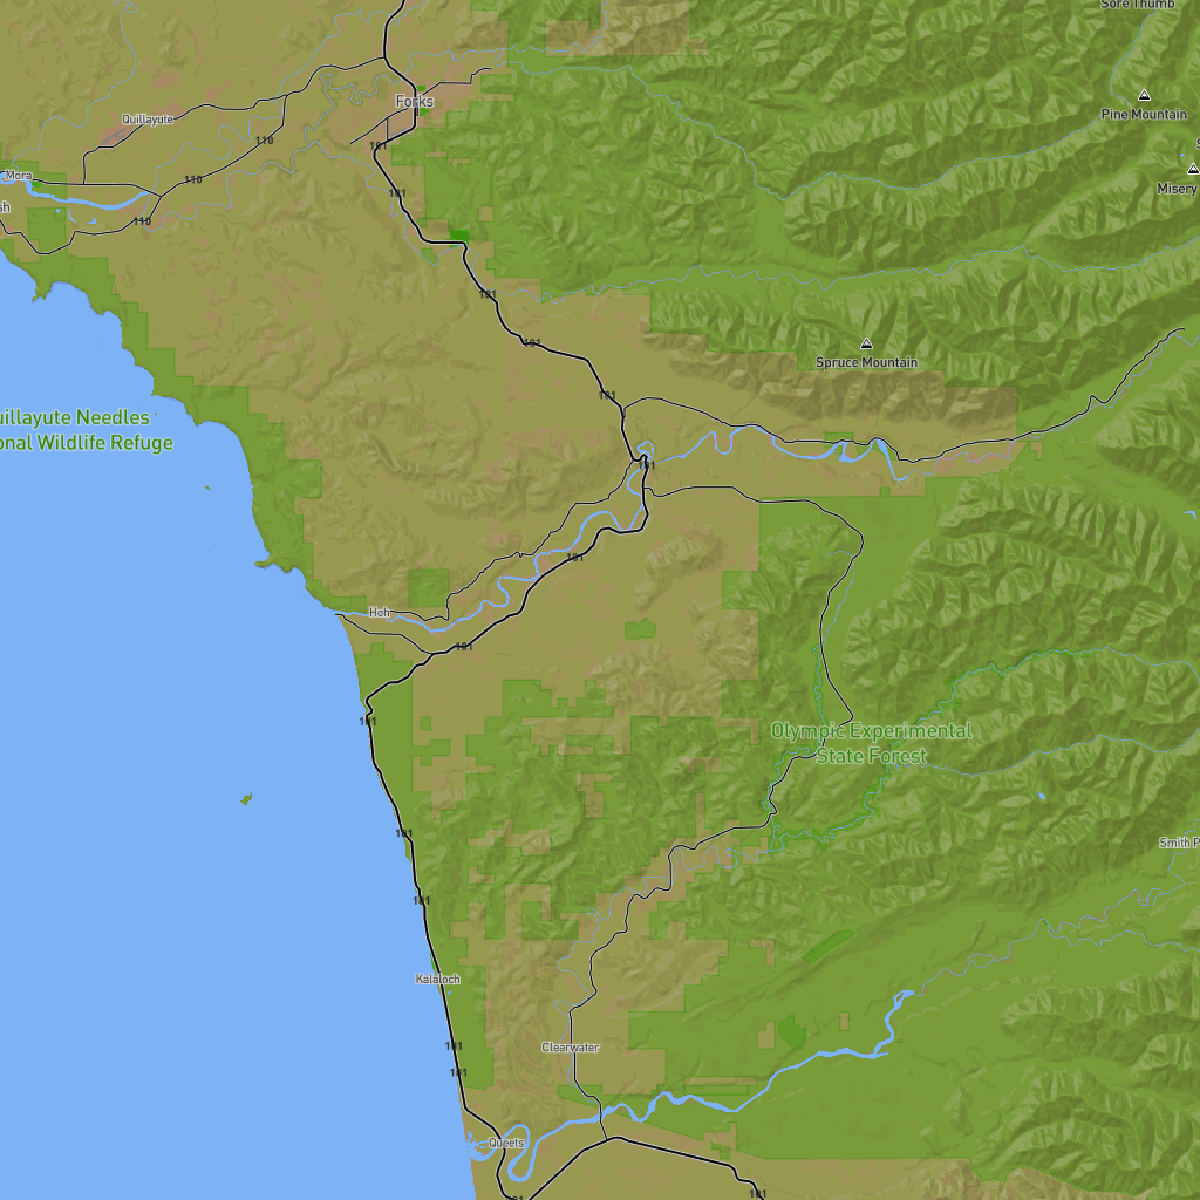 Sore Thumb
Pine Mountain
Forks
Quillayute
110
101
Mora
110
Misery
101
sh
110
101
101
Spruce Mountain
101
uillayute Needles
onal Wildlife Refuge
101
101
Hoh
101
101
Olympic Experimental
State Forest
101
Smith P
101
Kalaloch
101
Clearwater
101
Queets
101
101